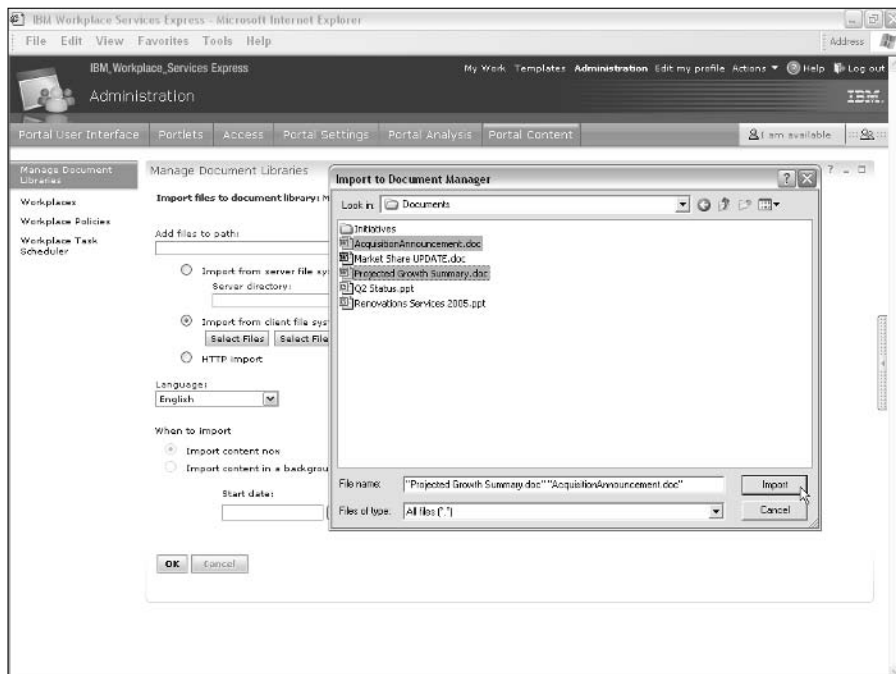 IBM Workplace Services Express - Microsoft Internet Explorer
File Edit View Favorites Tools Help
Address
IBM_Workplace_Services Express
My Work Templates Administration Edit my profile Actions Help Log out
Administration
IBM.
Portal User Interface Portlets Access Portal Settings Portal Analysis Portal Content
I am available
Manage Document Libraries
Workplaces
Workplace Policies
Workplace Task Scheduler
Manage Document Libraries
Import files to document library: M
Add files to path:
Import from server file sy
Server directory:
Import from client file syst
Select Files Select File
HTTP import
Language:
English
When to import
Import content now
Import content in a backgrou
Start date:
OK Cancel
Import to Document Manager
Look in: Documents
Initiatives
AcquisitionAnnouncement.doc
Market Share UPDATE.doc
Projected Growth Summary.doc
Q2 Status.ppt
Renovations Services 2005.ppt
File name: "Projected Growth Summary.doc" "AcquisitionAnnouncement.doc"
Import
Files of type: All files (*.*)
Cancel